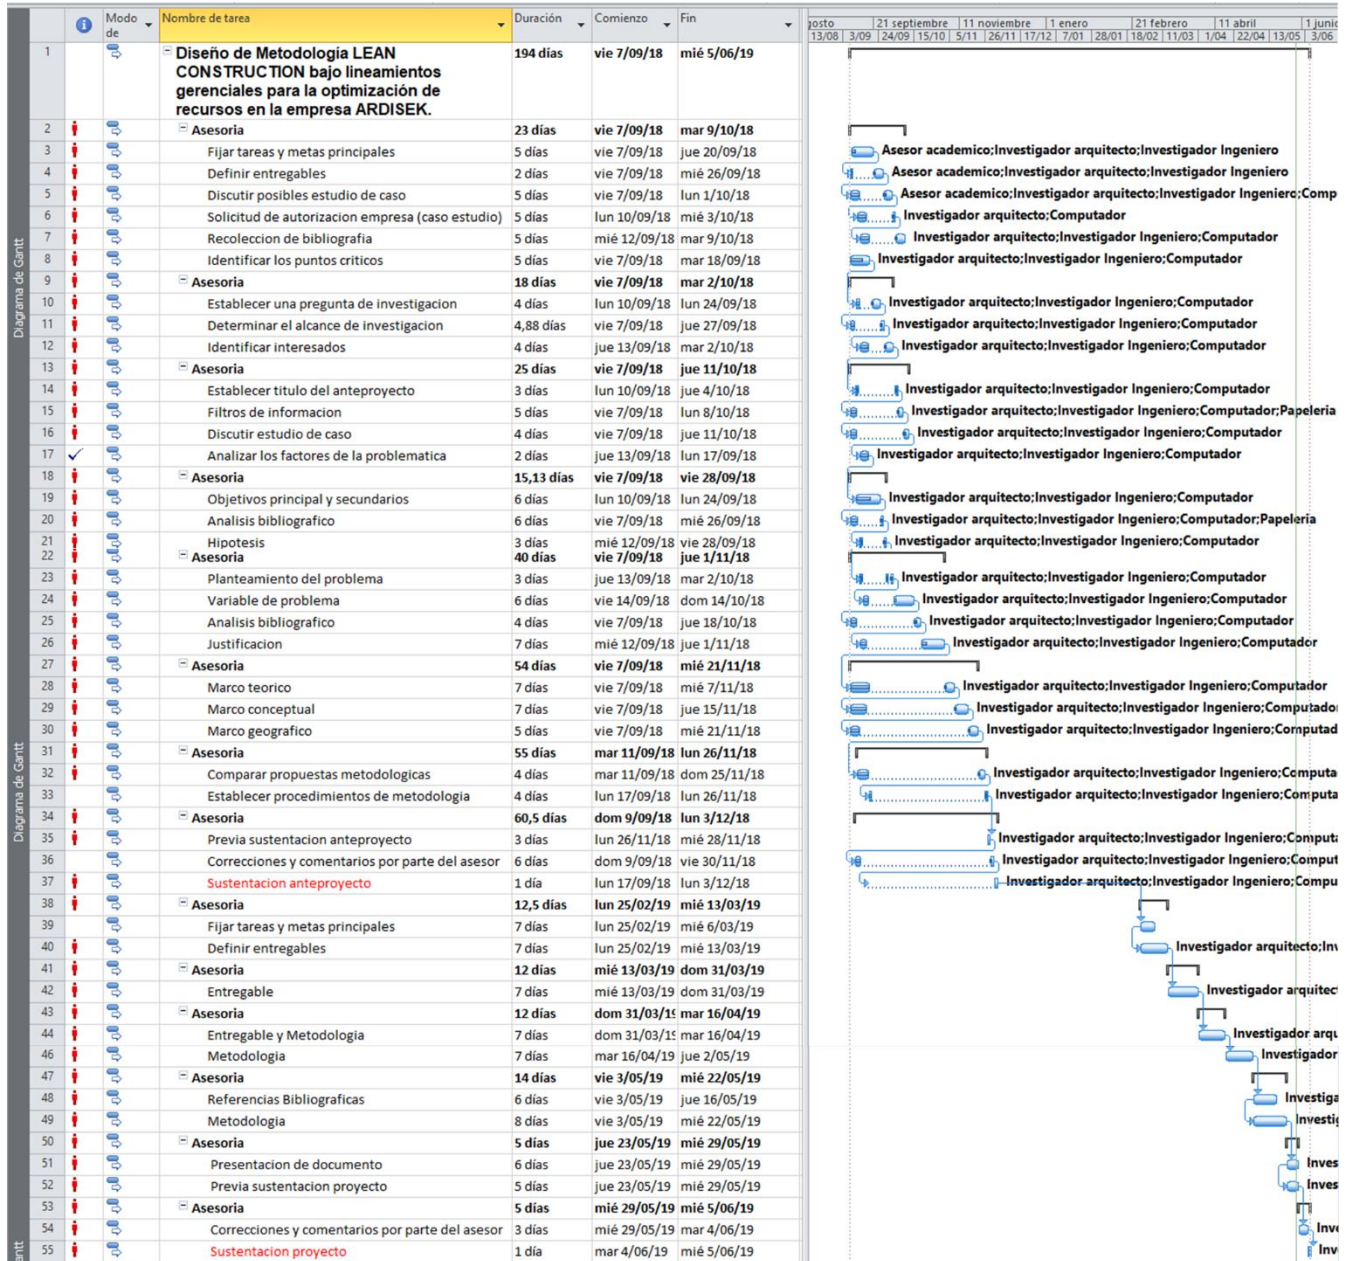 Modo de Nombre de tarea Duración Comienzo Fin
gosto 21 septiembre 11 noviembre 1 enero 21 febrero 11 abril 1 junio
13/08 3/09 24/09 15/10 5/11 26/11 17/12 7/01 28/01 18/02 11/03 1/04 22/04 13/05 3/06
1 Diseño de Metodología LEAN 194 días vie 7/09/18 mié 5/06/19
CONSTRUCTION bajo lineamientos
gerenciales para la optimización de
recursos en la empresa ARDISEK.
2 Asesoria 23 días vie 7/09/18 mar 9/10/18
3 Fijar tareas y metas principales 5 días vie 7/09/18 jue 20/09/18 Asesor academico;Investigador arquitecto;Investigador Ingeniero
4 Definir entregables 2 días vie 7/09/18 mié 26/09/18 Asesor academico;Investigador arquitecto;Investigador Ingeniero
5 Discutir posibles estudio de caso 5 días vie 7/09/18 lun 1/10/18 Asesor academico;Investigador arquitecto;Investigador Ingeniero;Comp
6 Solicitud de autorizacion empresa (caso estudio) 5 días lun 10/09/18 mié 3/10/18 Investigador arquitecto;Computador
7 Recoleccion de bibliografia 5 días mié 12/09/18 mar 9/10/18 Investigador arquitecto;Investigador Ingeniero;Computador
8 Identificar los puntos criticos 5 días vie 7/09/18 mar 18/09/18 Investigador arquitecto;Investigador Ingeniero;Computador
9 Asesoria 18 días vie 7/09/18 mar 2/10/18
10 Establecer una pregunta de investigacion 4 días lun 10/09/18 lun 24/09/18 Investigador arquitecto;Investigador Ingeniero;Computador
11 Determinar el alcance de investigacion 4,88 días vie 7/09/18 jue 27/09/18 Investigador arquitecto;Investigador Ingeniero;Computador
12 Identificar interesados 4 días jue 13/09/18 mar 2/10/18 Investigador arquitecto;Investigador Ingeniero;Computador
13 Asesoria 25 días vie 7/09/18 jue 11/10/18
14 Establecer titulo del anteproyecto 3 días lun 10/09/18 jue 4/10/18 Investigador arquitecto;Investigador Ingeniero;Computador
15 Filtros de informacion 5 días vie 7/09/18 lun 8/10/18 Investigador arquitecto;Investigador Ingeniero;Computador;Papeleria
16 Discutir estudio de caso 4 días vie 7/09/18 jue 11/10/18 Investigador arquitecto;Investigador Ingeniero;Computador
17 Analizar los factores de la problematica 2 días jue 13/09/18 lun 17/09/18 Investigador arquitecto;Investigador Ingeniero;Computador
18 Asesoria 15,13 días vie 7/09/18 vie 28/09/18
19 Objetivos principal y secundarios 6 días lun 10/09/18 lun 24/09/18 Investigador arquitecto;Investigador Ingeniero;Computador
20 Analisis bibliografico 6 días vie 7/09/18 mié 26/09/18 Investigador arquitecto;Investigador Ingeniero;Computador;Papeleria
21 Hipotesis 3 días mié 12/09/18 vie 28/09/18 Investigador arquitecto;Investigador Ingeniero;Computador
22 Asesoria 40 días vie 7/09/18 jue 1/11/18
23 Planteamiento del problema 3 días jue 13/09/18 mar 2/10/18 Investigador arquitecto;Investigador Ingeniero;Computador
24 Variable de problema 6 días vie 14/09/18 dom 14/10/18 Investigador arquitecto;Investigador Ingeniero;Computador
25 Analisis bibliografico 4 días vie 7/09/18 jue 18/10/18 Investigador arquitecto;Investigador Ingeniero;Computador
26 Justificacion 7 días mié 12/09/18 jue 1/11/18 Investigador arquitecto;Investigador Ingeniero;Computador
27 Asesoria 54 días vie 7/09/18 mié 21/11/18
28 Marco teorico 7 días vie 7/09/18 mié 7/11/18 Investigador arquitecto;Investigador Ingeniero;Computador
29 Marco conceptual 7 días vie 7/09/18 jue 15/11/18 Investigador arquitecto;Investigador Ingeniero;Computado
30 Marco geografico 5 días vie 7/09/18 mié 21/11/18 Investigador arquitecto;Investigador Ingeniero;Computad
31 Asesoria 55 días mar 11/09/18 lun 26/11/18
32 Comparar propuestas metodologicas 4 días mar 11/09/18 dom 25/11/18 Investigador arquitecto;Investigador Ingeniero;Computa
33 Establecer procedimientos de metodologia 4 días lun 17/09/18 lun 26/11/18 Investigador arquitecto;Investigador Ingeniero;Computa
34 Asesoria 60,5 días dom 9/09/18 lun 3/12/18
35 Previa sustentacion anteproyecto 3 días lun 26/11/18 mié 28/11/18 Investigador arquitecto;Investigador Ingeniero;Computa
36 Correcciones y comentarios por parte del asesor 6 días dom 9/09/18 vie 30/11/18 Investigador arquitecto;Investigador Ingeniero;Comput
37 Sustentacion anteproyecto 1 día lun 17/09/18 lun 3/12/18 Investigador arquitecto;Investigador Ingeniero;Compu
38 Asesoria 12,5 días lun 25/02/19 mié 13/03/19
39 Fijar tareas y metas principales 7 días lun 25/02/19 mié 6/03/19
40 Definir entregables 7 días lun 25/02/19 mié 13/03/19 Investigador arquitecto;Inv
41 Asesoria 12 días mié 13/03/19 dom 31/03/19
42 Entregable 7 días mié 13/03/19 dom 31/03/19 Investigador arquitec
43 Asesoria 12 días dom 31/03/19 mar 16/04/19
44 Entregable y Metodologia 7 días dom 31/03/19 mar 16/04/19 Investigador arqu
46 Metodologia 7 días mar 16/04/19 jue 2/05/19 Investigador
47 Asesoria 14 días vie 3/05/19 mié 22/05/19
48 Referencias Bibliograficas 6 días vie 3/05/19 jue 16/05/19 Investiga
49 Metodologia 8 días vie 3/05/19 mié 22/05/19 Investig
50 Asesoria 5 días jue 23/05/19 mié 29/05/19
51 Presentacion de documento 6 días jue 23/05/19 mié 29/05/19 Inves
52 Previa sustentacion proyecto 5 días jue 23/05/19 mié 29/05/19 Inves
53 Asesoria 5 días mié 29/05/19 mié 5/06/19
54 Correcciones y comentarios por parte del asesor 3 días mié 29/05/19 mar 4/06/19 Inve
55 Sustentacion proyecto 1 día mar 4/06/19 mié 5/06/19 Inv
Diagrama de Gantt
Diagrama de Gantt
antt